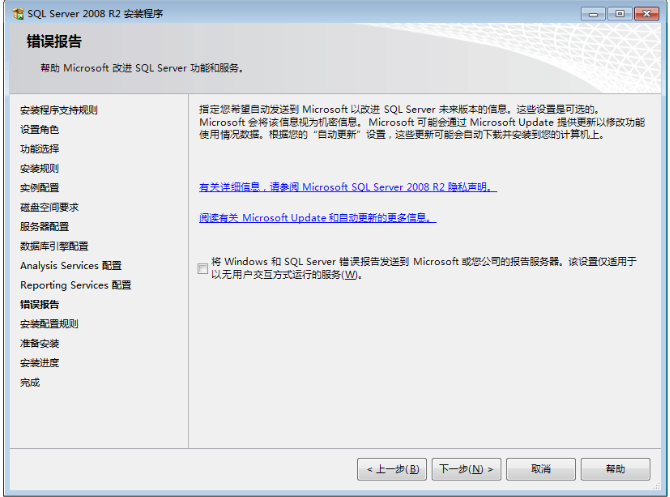 SQL Server 2008 R2 安装程序
错误报告
帮助 Microsoft 改进 SQL Server 功能和服务。
安装程序支持规则
设置角色
功能选择
安装规则
实例配置
磁盘空间要求
服务器配置
数据库引擎配置
Analysis Services 配置
Reporting Services 配置
错误报告
安装配置规则
准备安装
安装进度
完成
指定您希望自动发送到 Microsoft 以改进 SQL Server 未来版本的信息。这些设置是可选的。
Microsoft 会将该信息视为机密信息。 Microsoft 可能会通过 Microsoft Update 提供更新以修改功能
使用情况数据。根据您的“自动更新”设置，这些更新可能会自动下载并安装到您的计算机上。
有关详细信息，请参阅 Microsoft SQL Server 2008 R2 隐私声明。
阅读有关 Microsoft Update 和自动更新的更多信息。
将 Windows 和 SQL Server 错误报告发送到 Microsoft 或您公司的报告服务器。该设置仅适用于
以无用户交互方式运行的服务(W)。
< 上一步(B)
下一步(N) >
取消
帮助